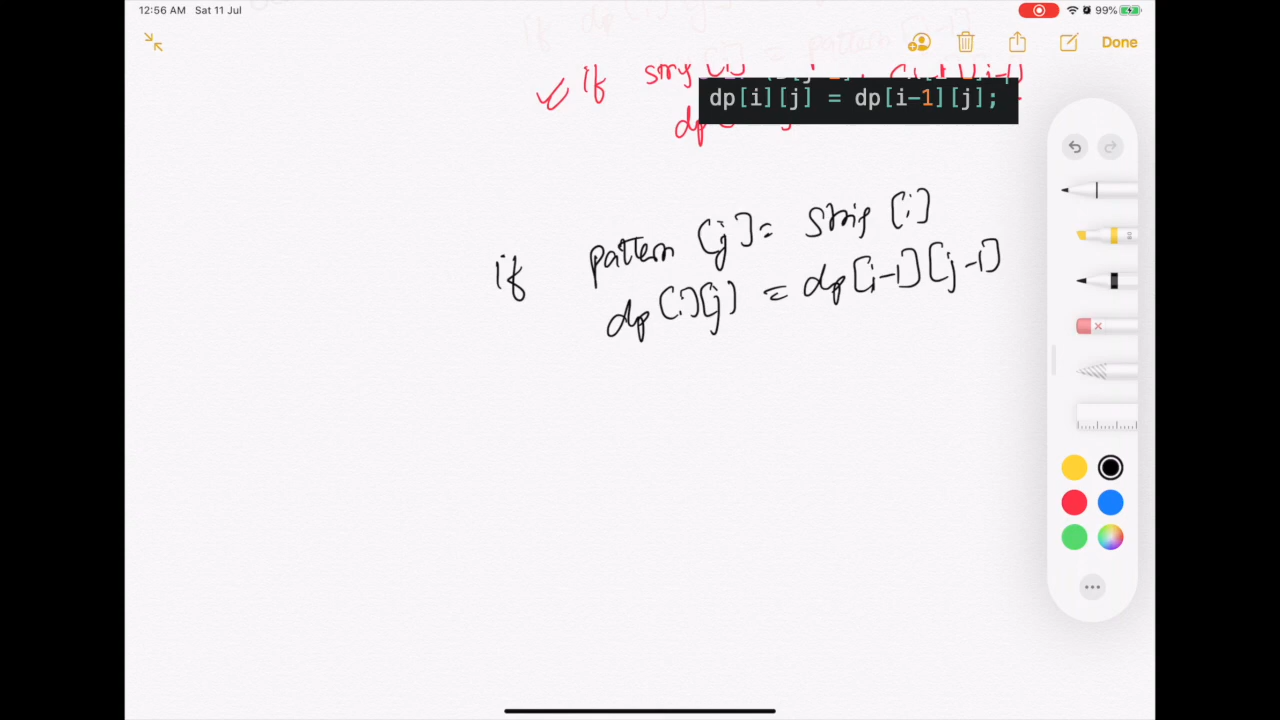 12:56 AM Sat 11 Jul 99%
Done
if
dp[i][j] = dp[i-1][j];
if pattern [j] = string [i]
dp[i][j] = dp[i-1][j-1]